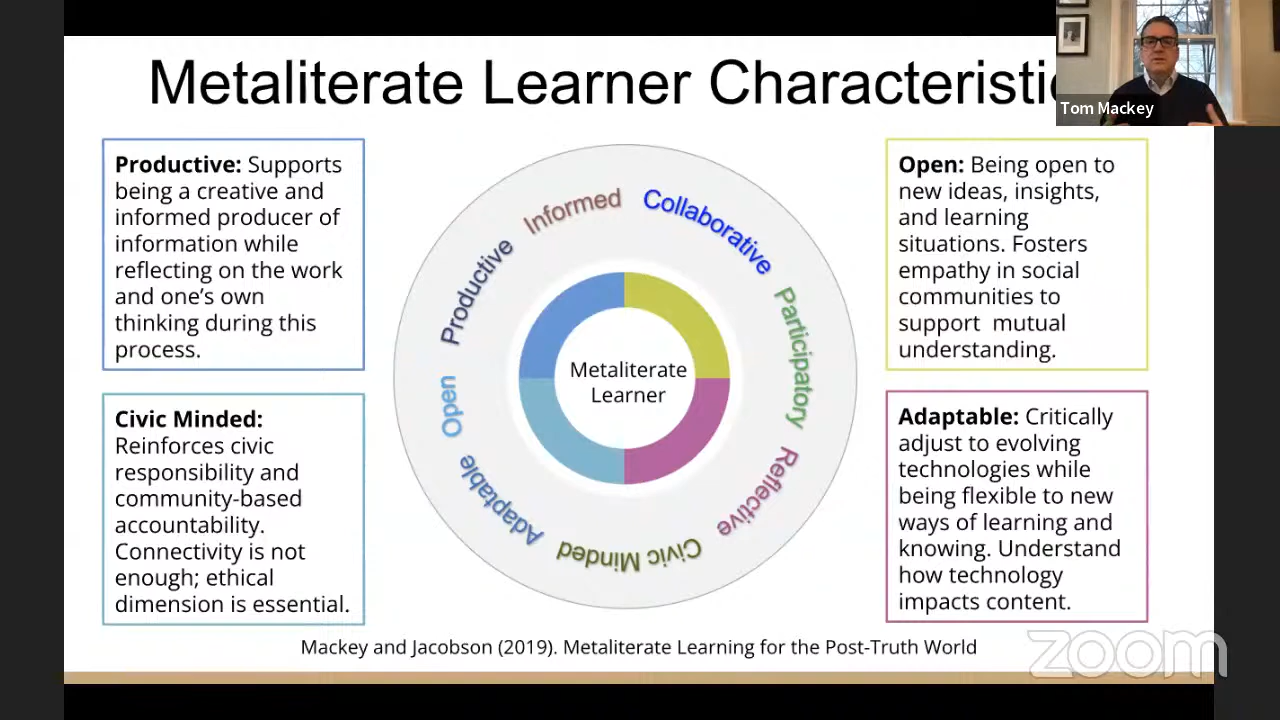 Metaliterate Learner Characteristi
Tom Mackey
Productive: Supports
being a creative and
informed producer of
information while
reflecting on the work
and one’s own
thinking during this
process.
Civic Minded:
Reinforces civic
responsibility and
community-based
accountability.
Connectivity is not
enough; ethical
dimension is essential.
Informed
Collaborative
Participatory
Reflective
Civic Minded
Adaptable
Open
Productive
Metaliterate
Learner
Open: Being open to
new ideas, insights,
and learning
situations. Fosters
empathy in social
communities to
support mutual
understanding.
Adaptable: Critically
adjust to evolving
technologies while
being flexible to new
ways of learning and
knowing. Understand
how technology
impacts content.
Mackey and Jacobson (2019). Metaliterate Learning for the Post-Truth World
zoom